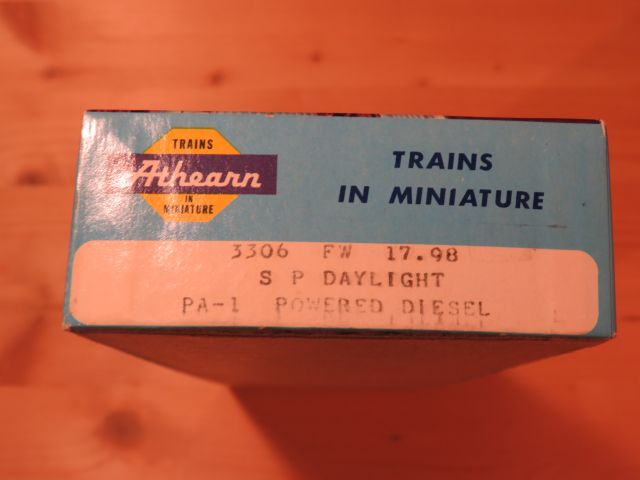 TRAINS
Athearn
IN
MINIATURE
TRAINS
IN MINIATURE
3306 FW 17.98
S P DAYLIGHT
PA-1 POWERED DIESEL